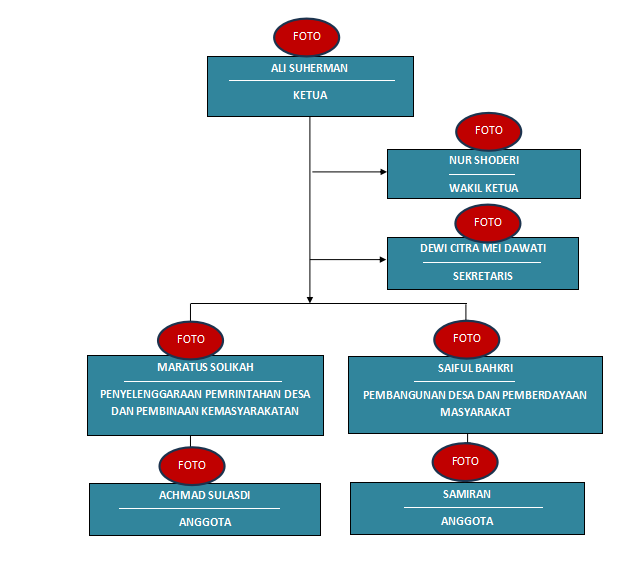 FOTO
ALI SUHERMAN
KETUA
FOTO
NUR SHODERI
WAKIL KETUA
FOTO
DEWI CITRA MEI DAWATI
SEKRETARIS
FOTO
MARATUS SOLIKAH
PENYELENGGARAAN PEMRINTAHAN DESA
DAN PEMBINAAN KEMASYARAKATAN
FOTO
SAIFUL BAHKRI
PEMBANGUNAN DESA DAN PEMBERDAYAAN
MASYARAKAT
FOTO
ACHMAD SULASDI
ANGGOTA
FOTO
SAMIRAN
ANGGOTA